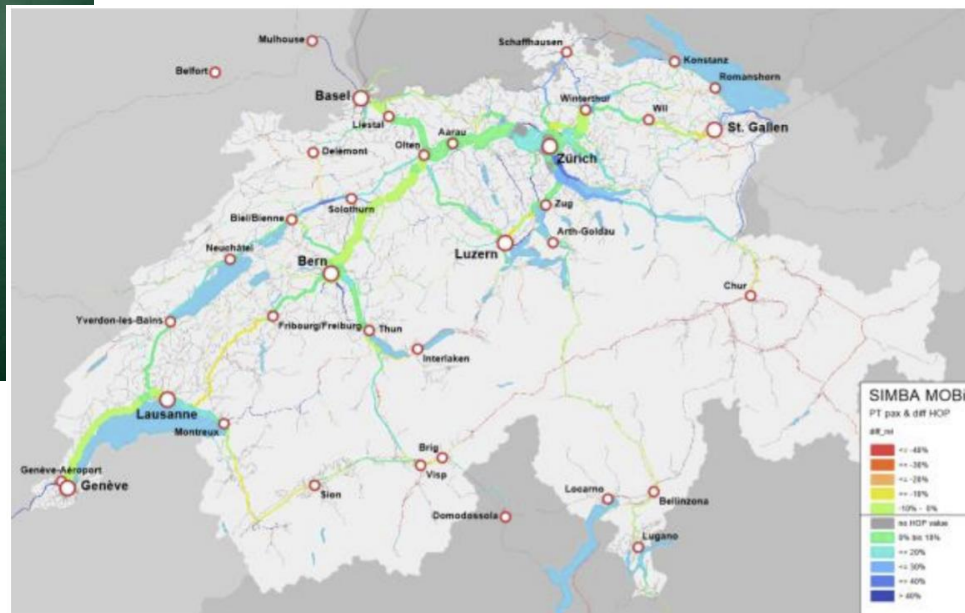 Mulhouse
Schaffhausen
Konstanz
Belfort
Romanshorn
Basel
Winterthur
Wil
Liestal
St. Gallen
Aarau
Olten
Zürich
Delémont
Solothurn
Zug
Biel/Bienne
Arth-Goldau
Neuchâtel
Luzern
Bern
Chur
Yverdon-les-Bains
Fribourg/Freiburg
Thun
Interlaken
Lausanne
Montreux
Brig
Genève-Aéroport
Visp
Genève
Sion
Locarno
Bellinzona
Domodossola
Lugano
SIMBA MOBi
PT pax & diff HOP
diff_rel
<= -40%
<= -30%
<= -20%
<= -10%
-10% - 0%
no HOP value
0% bis 10%
<= 20%
<= 30%
<= 40%
> 40%